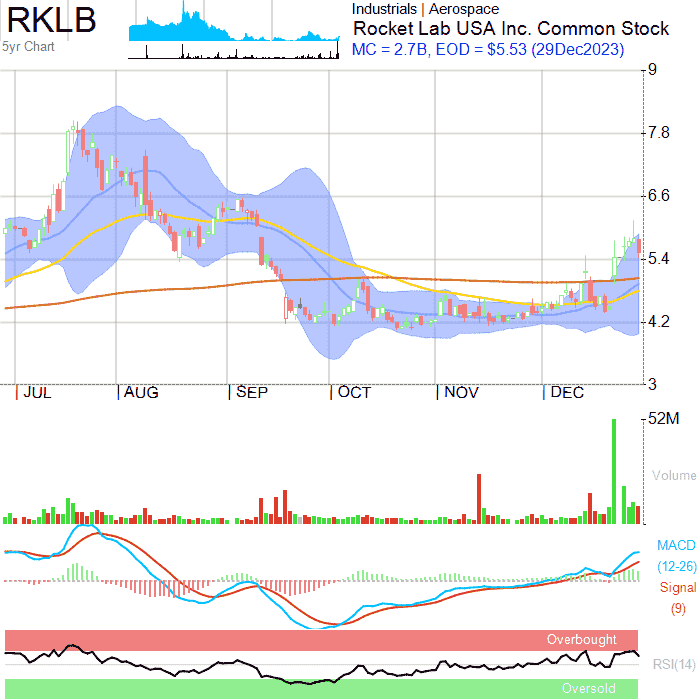 RKLB
5yr Chart
Industrials | Aerospace
Rocket Lab USA Inc. Common Stock
MC = 2.7B, EOD = $5.53 (29Dec2023)
9
7.8
6.6
5.4
4.2
3
JUL AUG SEP OCT NOV DEC
52M
Volume
MACD
(12-26)
Signal
(9)
Overbought
RSI(14)
Oversold